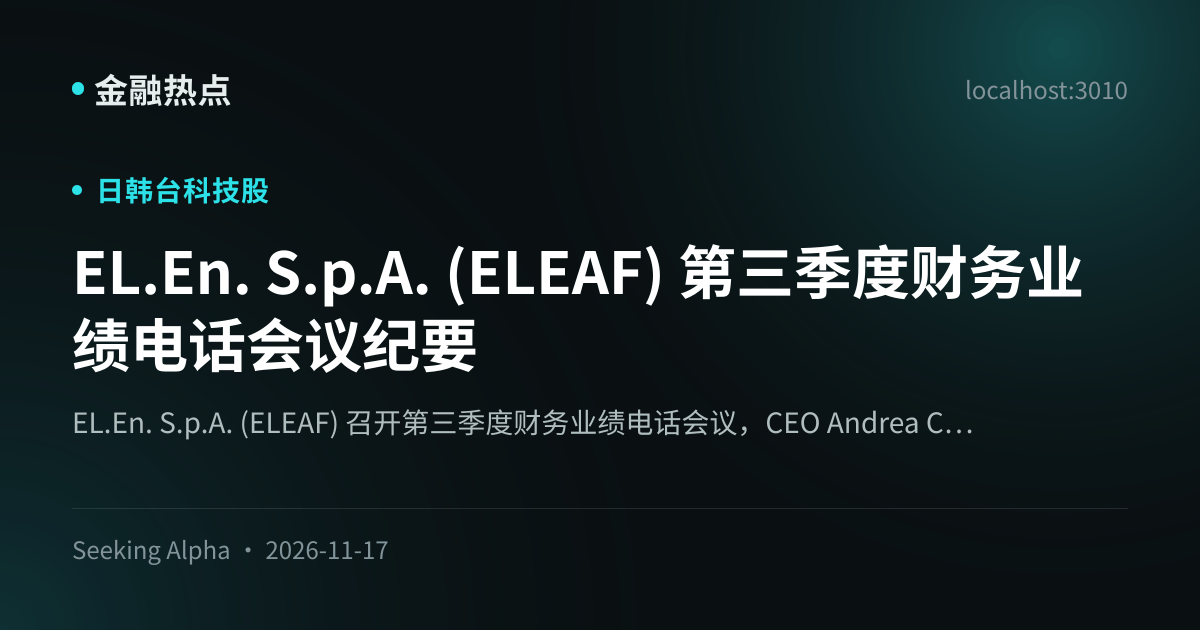 金融热点
localhost:3010
日韩台科技股
EL.En. S.p.A. (ELEAF) 第三季度财务业
绩电话会议纪要
EL.En. S.p.A. (ELEAF) 召开第三季度财务业绩电话会议，CEO Andrea C…
Seeking Alpha • 2026-11-17